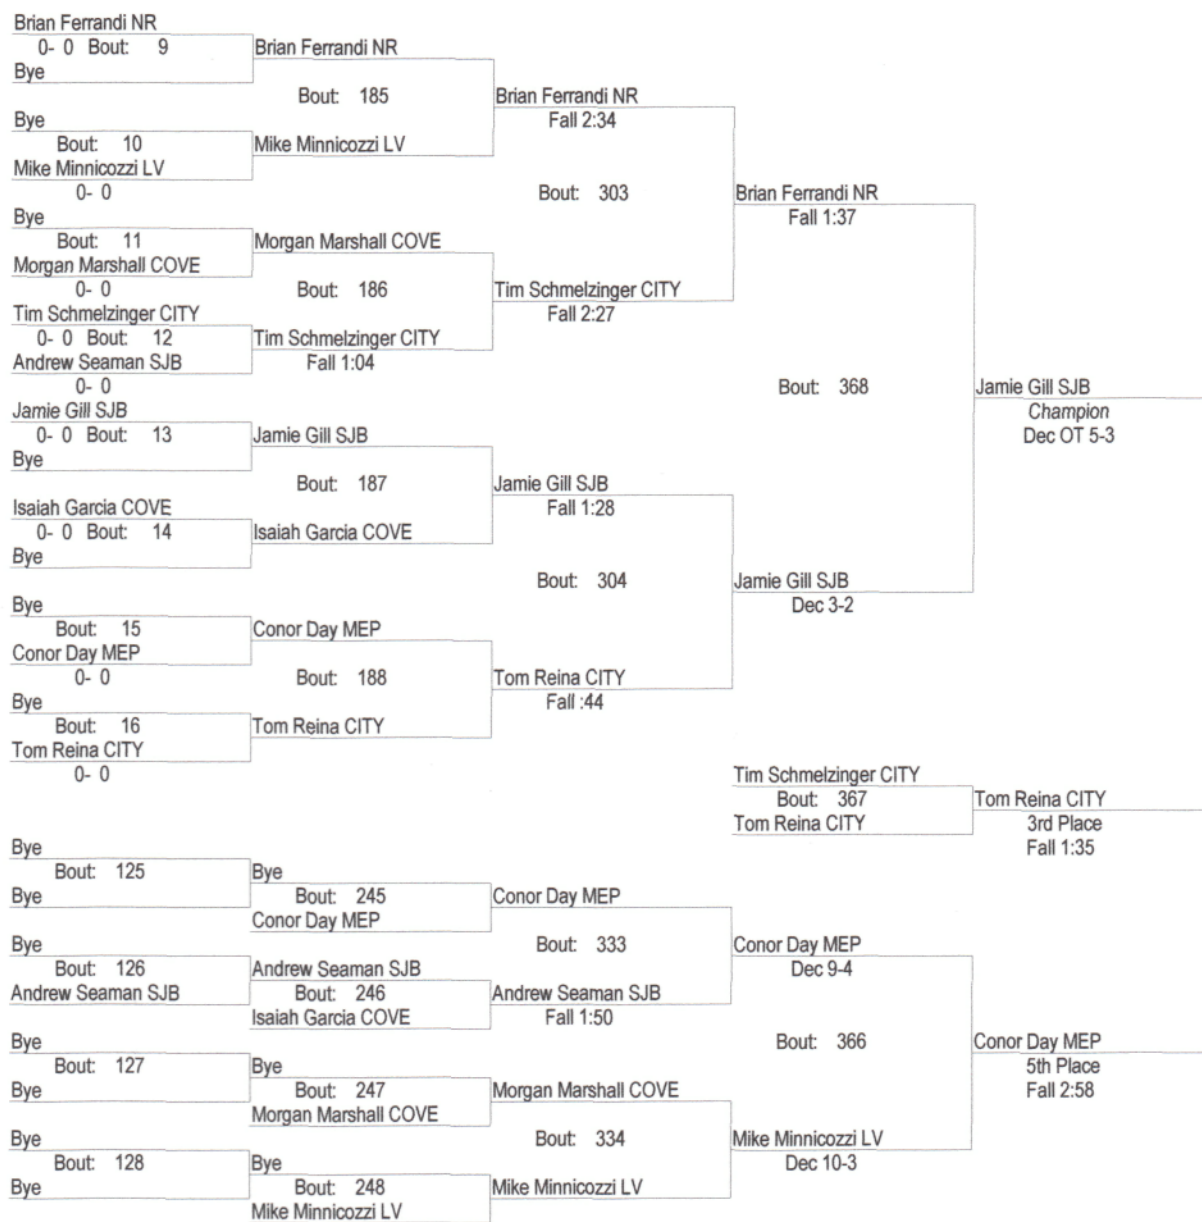 Brian Ferrandi NR
0- 0 Bout: 9
Brian Ferrandi NR
Bye
Bout: 185
Brian Ferrandi NR
Bye
Fall 2:34
Bout: 10
Mike Minnicozzi LV
Mike Minnicozzi LV
0- 0
Bout: 303
Brian Ferrandi NR
Bye
Fall 1:37
Bout: 11
Morgan Marshall COVE
Morgan Marshall COVE
0- 0
Bout: 186
Tim Schmelzinger CITY
Tim Schmelzinger CITY
Fall 2:27
0- 0 Bout: 12
Tim Schmelzinger CITY
Andrew Seaman SJB
Fall 1:04
0- 0
Bout: 368
Jamie Gill SJB
Jamie Gill SJB
Champion
0- 0 Bout: 13
Jamie Gill SJB
Dec OT 5-3
Bye
Bout: 187
Jamie Gill SJB
Isaiah Garcia COVE
Fall 1:28
0- 0 Bout: 14
Isaiah Garcia COVE
Bye
Bout: 304
Jamie Gill SJB
Bye
Dec 3-2
Bout: 15
Conor Day MEP
Conor Day MEP
0- 0
Bout: 188
Tom Reina CITY
Bye
Fall :44
Bout: 16
Tom Reina CITY
Tom Reina CITY
0- 0
Tim Schmelzinger CITY
Bout: 367
Tom Reina CITY
Tom Reina CITY
3rd Place
Fall 1:35
Bye
Bout: 125
Bye
Bye
Bout: 245
Conor Day MEP
Conor Day MEP
Bye
Bout: 333
Conor Day MEP
Bout: 126
Andrew Seaman SJB
Dec 9-4
Andrew Seaman SJB
Bout: 246
Andrew Seaman SJB
Isaiah Garcia COVE
Fall 1:50
Bye
Bout: 366
Conor Day MEP
Bout: 127
Bye
5th Place
Bye
Bout: 247
Morgan Marshall COVE
Fall 2:58
Morgan Marshall COVE
Bye
Bout: 334
Mike Minnicozzi LV
Bout: 128
Bye
Dec 10-3
Bye
Bout: 248
Mike Minnicozzi LV
Mike Minnicozzi LV